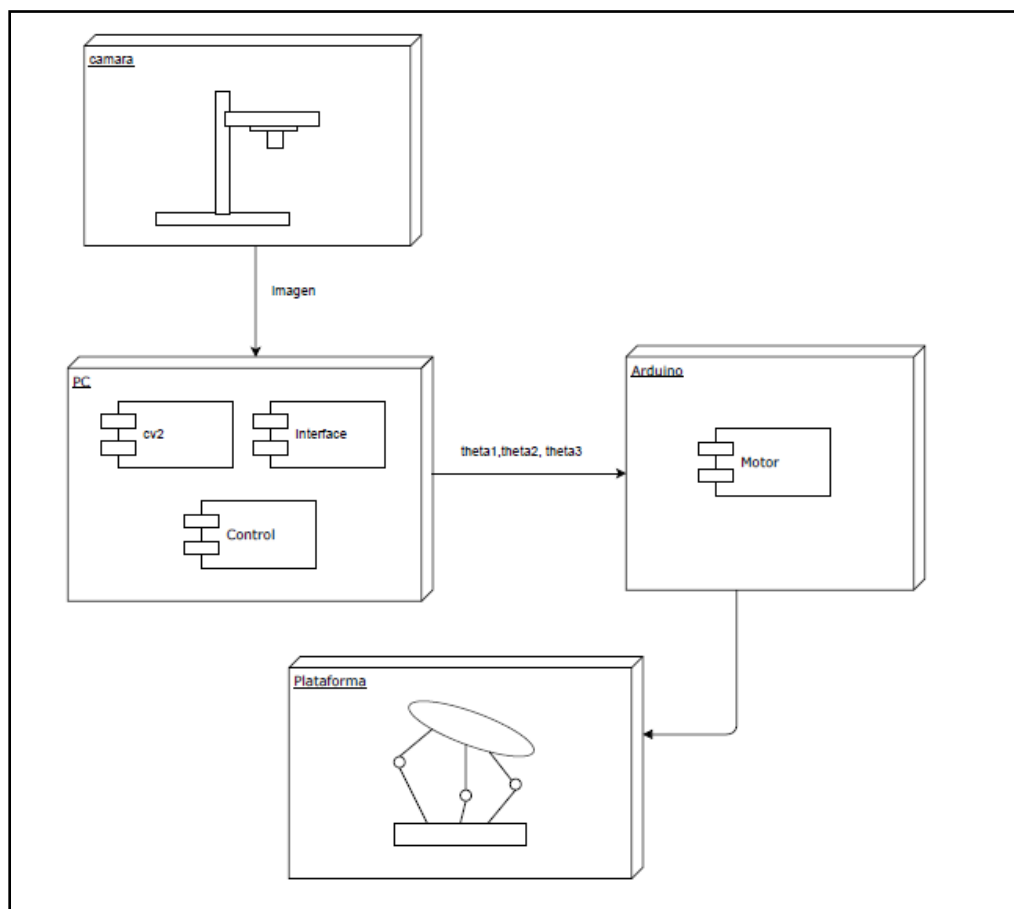 camara
Imagen
PC
cv2
Interface
Control
theta1,theta2, theta3
Arduino
Motor
Plataforma